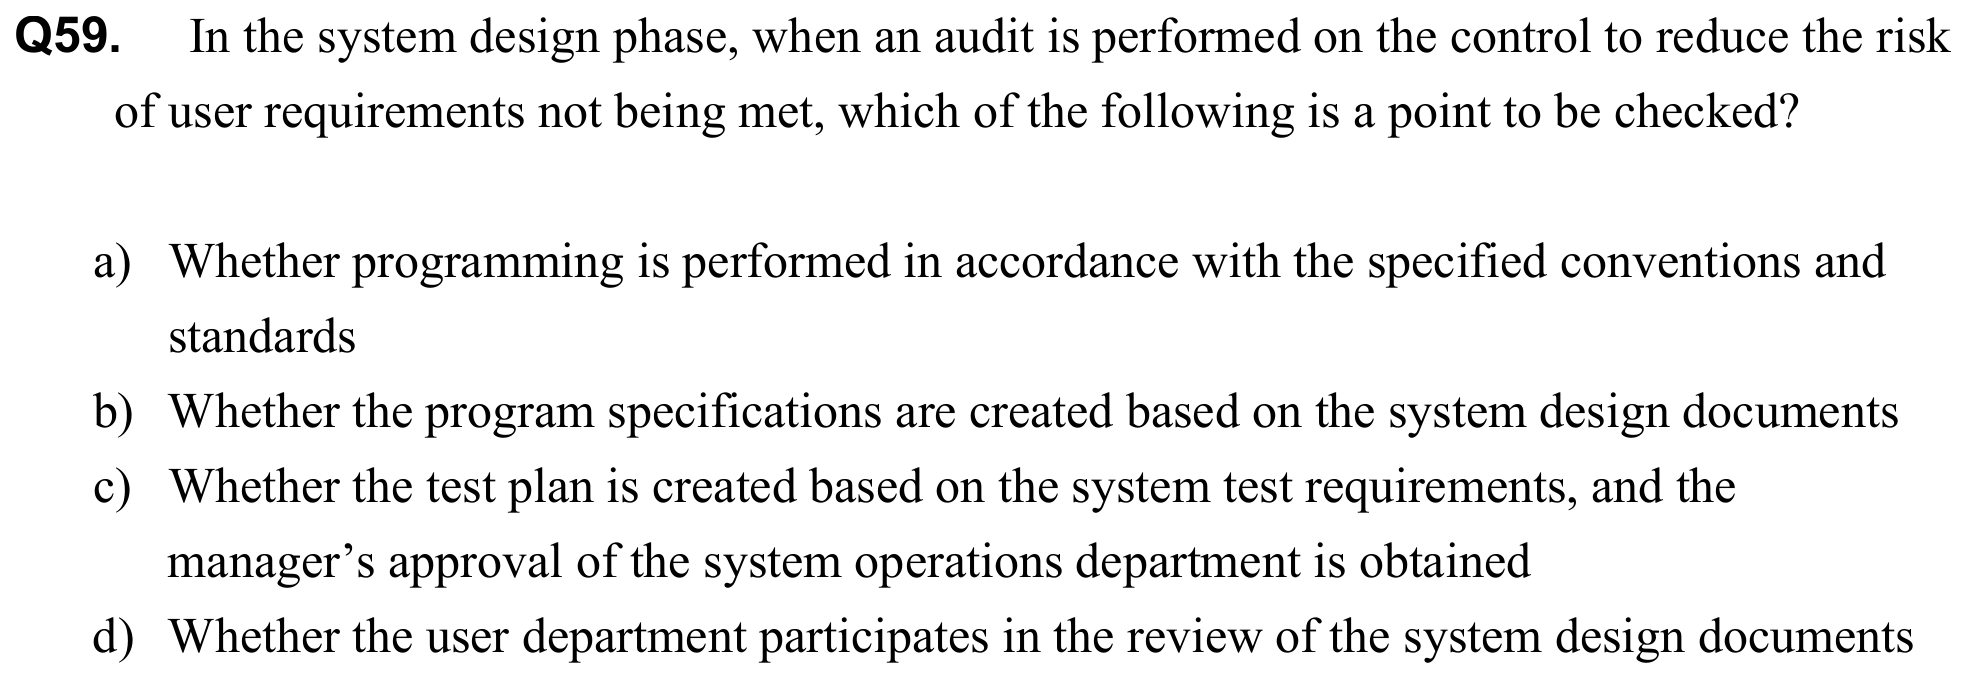 Q59. In the system design phase, when an audit is performed on the control to reduce the risk
of user requirements not being met, which of the following is a point to be checked?
a) Whether programming is performed in accordance with the specified conventions and
standards
b) Whether the program specifications are created based on the system design documents
c) Whether the test plan is created based on the system test requirements, and the
manager’s approval of the system operations department is obtained
d) Whether the user department participates in the review of the system design documents